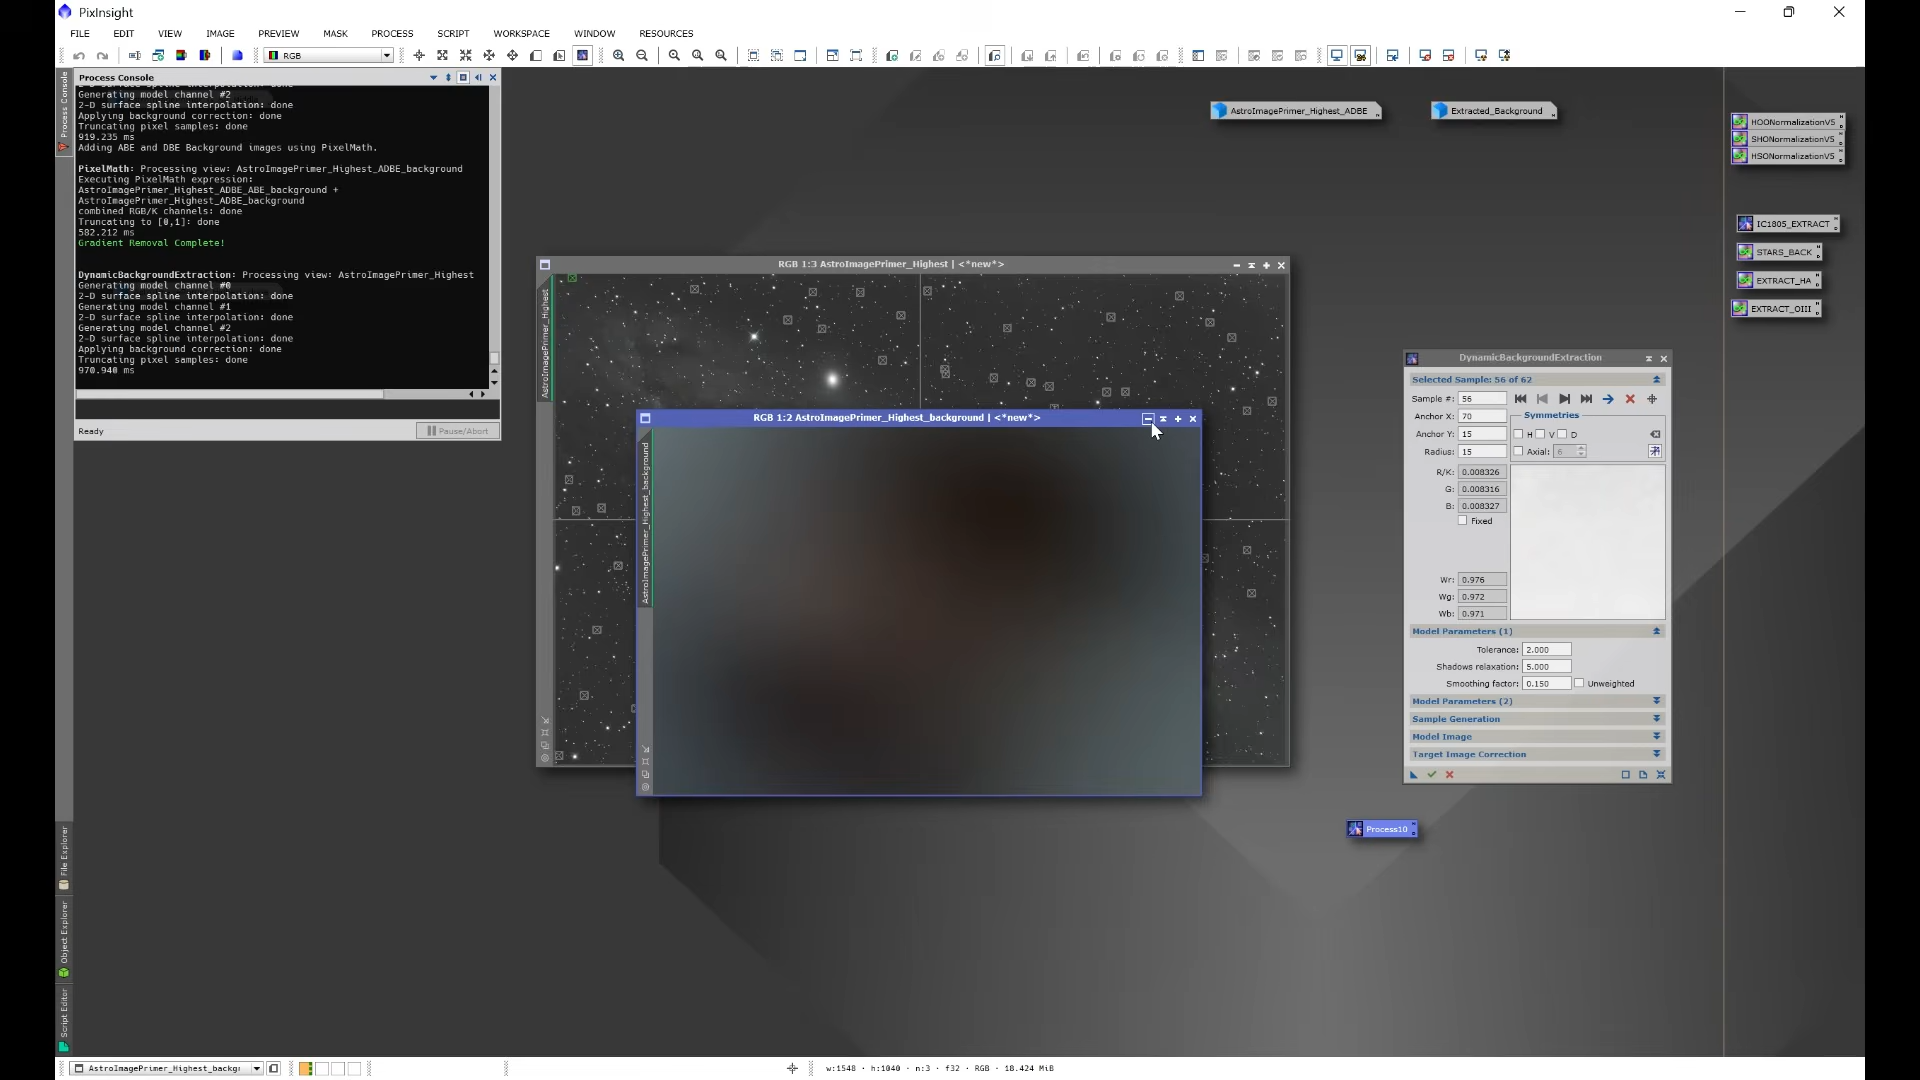 PixInsight
FILE EDIT VIEW IMAGE PREVIEW MASK PROCESS SCRIPT WORKSPACE WINDOW RESOURCES
RGB
Process Console
Process Console
2-D surface spline interpolation: done
Generating model channel #2
2-D surface spline interpolation: done
Applying background correction: done
Truncating pixel samples: done
919.235 ms
Adding ABE and DBE Background images using PixelMath.
PixelMath: Processing view: AstroImagePrimer_Highest_ADBE_background
Executing PixelMath expression:
AstroImagePrimer_Highest_ADBE_ABE_background +
AstroImagePrimer_Highest_ADBE_background
combined RGB/K channels: done
Truncating to [0,1]: done
582.212 ms
Gradient Removal Complete!
DynamicBackgroundExtraction: Processing view: AstroImagePrimer_Highest
Generating model channel #0
2-D surface spline interpolation: done
Generating model channel #1
2-D surface spline interpolation: done
Generating model channel #2
2-D surface spline interpolation: done
Applying background correction: done
Truncating pixel samples: done
970.940 ms
Ready
Pause/Abort
AstroImagePrimer_Highest_ADBE
Extracted_Background
HOONormalizationV5
SHONormalizationV5
HSONormalizationV5
IC1805_EXTRACT
STARS_BACK
EXTRACT_HA
EXTRACT_OIII
RGB 1:3 AstroImagePrimer_Highest | <*new*>
AstroImagePrimer_Highest
RGB 1:2 AstroImagePrimer_Highest_background | <*new*>
AstroImagePrimer_Highest_background
DynamicBackgroundExtraction
Selected Sample: 56 of 62
Sample #: 56
Anchor X: 70
Symmetries
Anchor Y: 15
H V D
Radius: 15
Axial: 6
R/K: 0.008326
G: 0.008316
B: 0.008327
Fixed
Wr: 0.976
Wg: 0.972
Wb: 0.971
Model Parameters (1)
Tolerance: 2.000
Shadows relaxation: 5.000
Smoothing factor: 0.150 Unweighted
Model Parameters (2)
Sample Generation
Model Image
Target Image Correction
Process10
File Explorer
Object Explorer
Script Editor
AstroImagePrimer_Highest_backgr
w:1548 · h:1040 · n:3 · f32 · RGB · 18.424 MiB